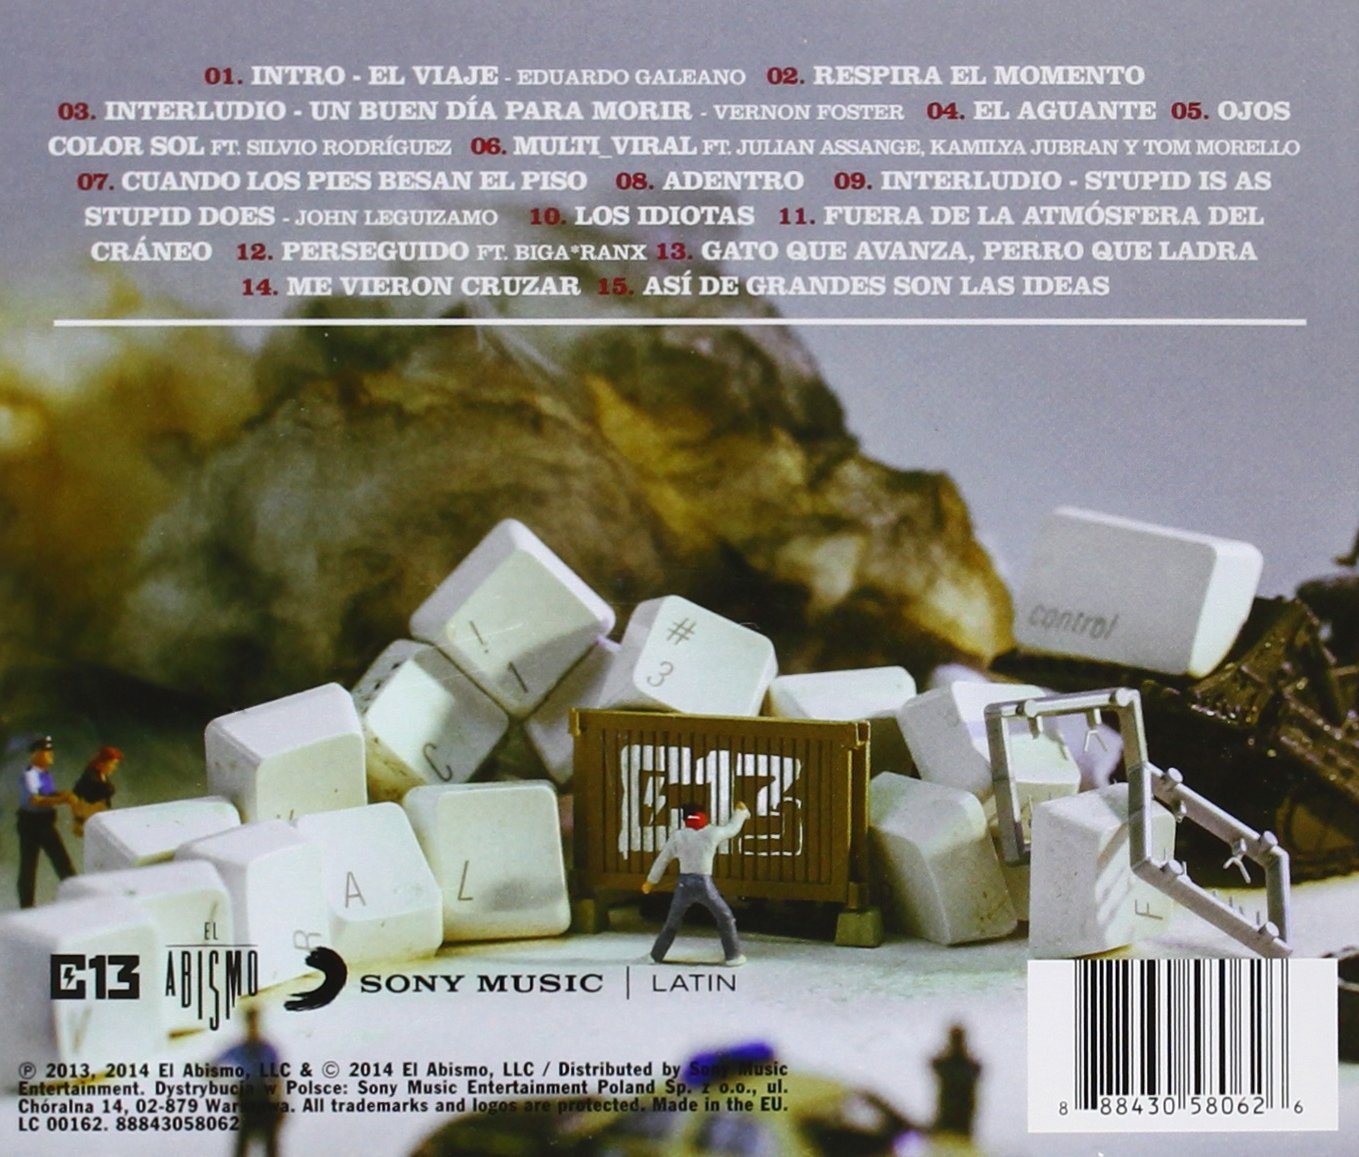 01. INTRO - EL VIAJE - EDUARDO GALEANO 02. RESPIRA EL MOMENTO
03. INTERLUDIO - UN BUEN DÍA PARA MORIR - VERNON FOSTER 04. EL AGUANTE 05. OJOS
COLOR SOL FT. SILVIO RODRÍGUEZ 06. MULTI_VIRAL FT. JULIAN ASSANGE, KAMILYA JUBRAN Y TOM MORELLO
07. CUANDO LOS PIES BESAN EL PISO 08. ADENTRO 09. INTERLUDIO - STUPID IS AS
STUPID DOES - JOHN LEGUIZAMO 10. LOS IDIOTAS 11. FUERA DE LA ATMÓSFERA DEL
CRÁNEO 12. PERSEGUIDO FT. BIGA*RANX 13. GATO QUE AVANZA, PERRO QUE LADRA
14. ME VIERON CRUZAR 15. ASÍ DE GRANDES SON LAS IDEAS
control
!
1
#
3
C
C13
A
L
F
R
V
C13
EL
ABISMO
SONY MUSIC | LATIN
℗ 2013, 2014 El Abismo, LLC & © 2014 El Abismo, LLC / Distributed by Sony Music
Entertainment. Dystrybucja w Polsce: Sony Music Entertainment Poland Sp. z o.o., ul.
Chóralna 14, 02-879 Warszawa. All trademarks and logos are protected. Made in the EU.
LC 00162. 88843058062
8 88430 58062 6